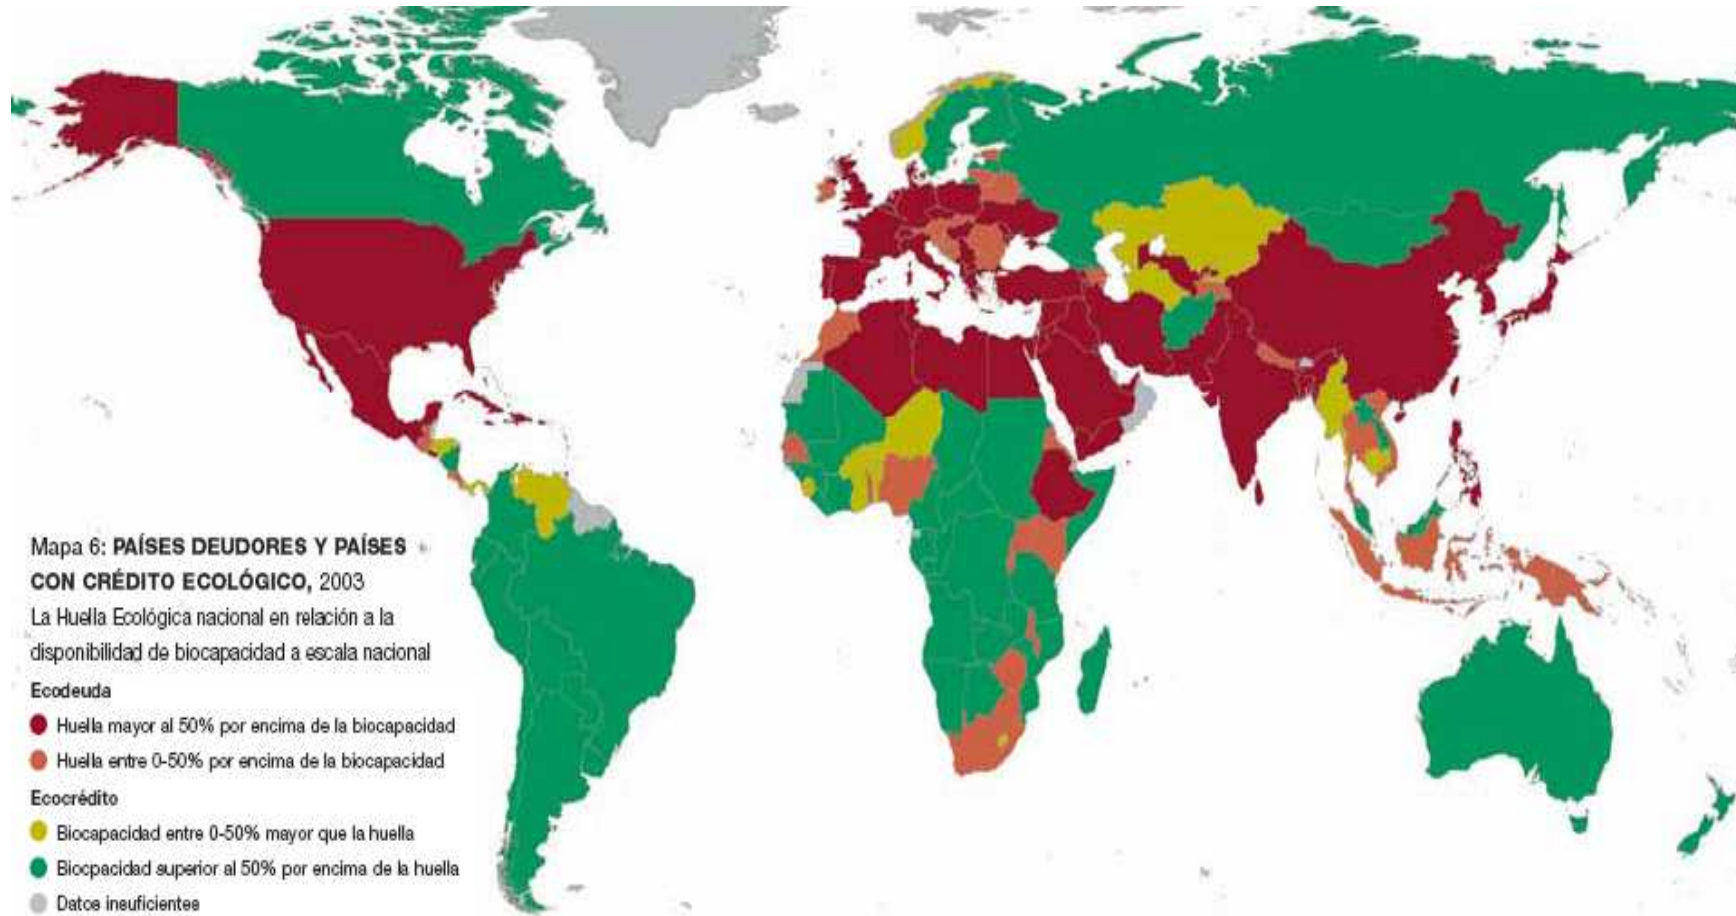 Mapa 6: PAÍSES DEUDORES Y PAÍSES
CON CRÉDITO ECOLÓGICO, 2003
La Huella Ecológica nacional en relación a la
disponibilidad de biocapacidad a escala nacional
Ecodeuda
Huella mayor al 50% por encima de la biocapacidad
Huella entre 0-50% por encima de la biocapacidad
Ecocrédito
Biocapacidad entre 0-50% mayor que la huella
Biocpacidad superior al 50% por encima de la huella
Datos insuficientes